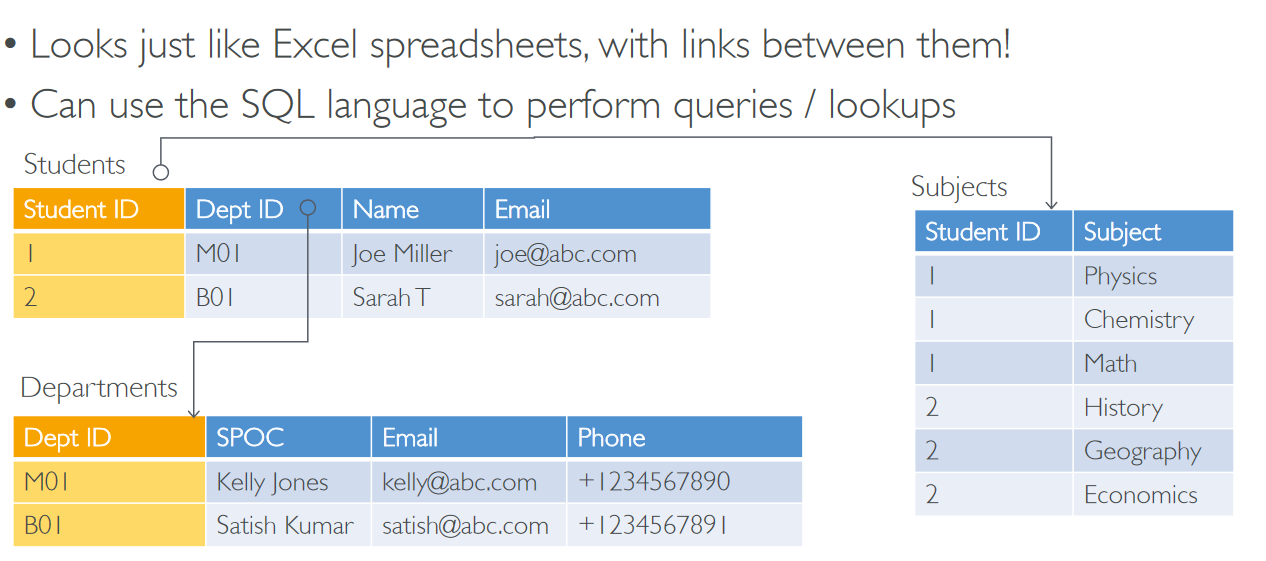 • Looks just like Excel spreadsheets, with links between them!
• Can use the SQL language to perform queries / lookups
Students
Student ID Dept ID Name Email
1 M01 Joe Miller joe@abc.com
2 B01 Sarah T sarah@abc.com
Departments
Dept ID SPOC Email Phone
M01 Kelly Jones kelly@abc.com +1234567890
B01 Satish Kumar satish@abc.com +1234567891
Subjects
Student ID Subject
1 Physics
1 Chemistry
1 Math
2 History
2 Geography
2 Economics